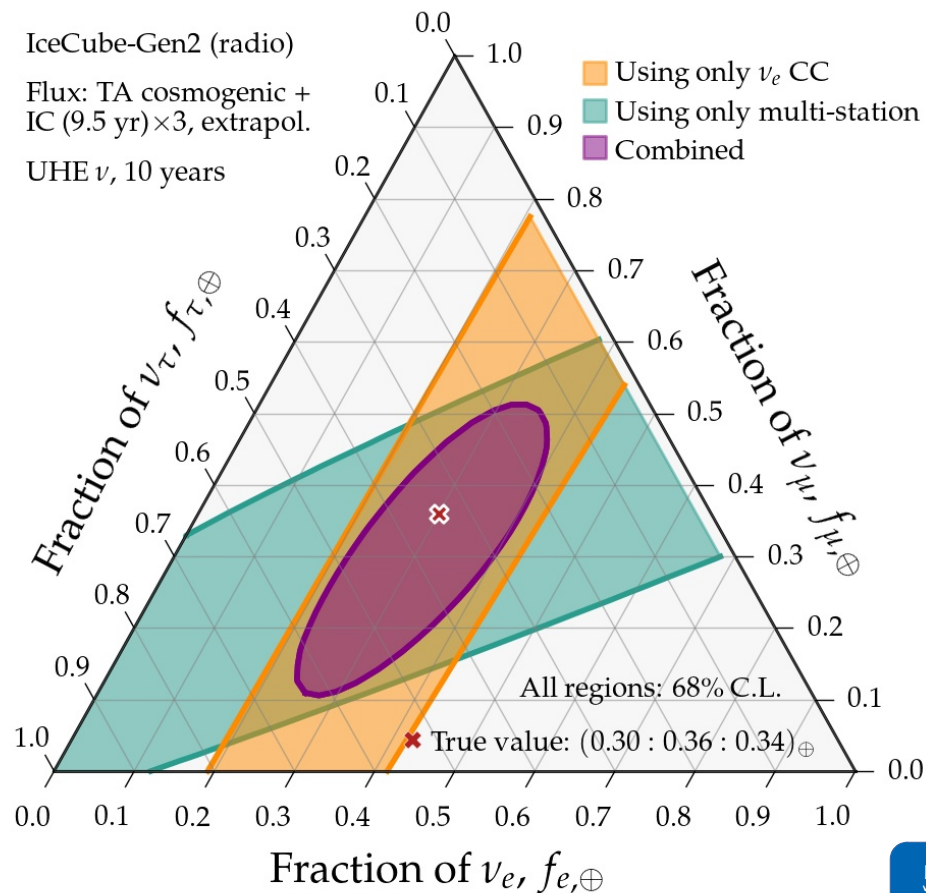 IceCube-Gen2 (radio)
Flux: TA cosmogenic +
IC (9.5 yr)×3, extrapol.
UHE ν, 10 years
Using only νe CC
Using only multi-station
Combined
0.0
0.1
0.2
0.3
0.4
0.5
0.6
0.7
0.8
0.9
1.0
Fraction of ντ, fτ,⊕
1.0
0.9
0.8
0.7
0.6
0.5
0.4
0.3
0.2
0.1
0.0
Fraction of νμ, fμ,⊕
All regions: 68% C.L.
True value: (0.30 : 0.36 : 0.34)⊕
0.0 0.1 0.2 0.3 0.4 0.5 0.6 0.7 0.8 0.9 1.0
Fraction of νe, fe,⊕